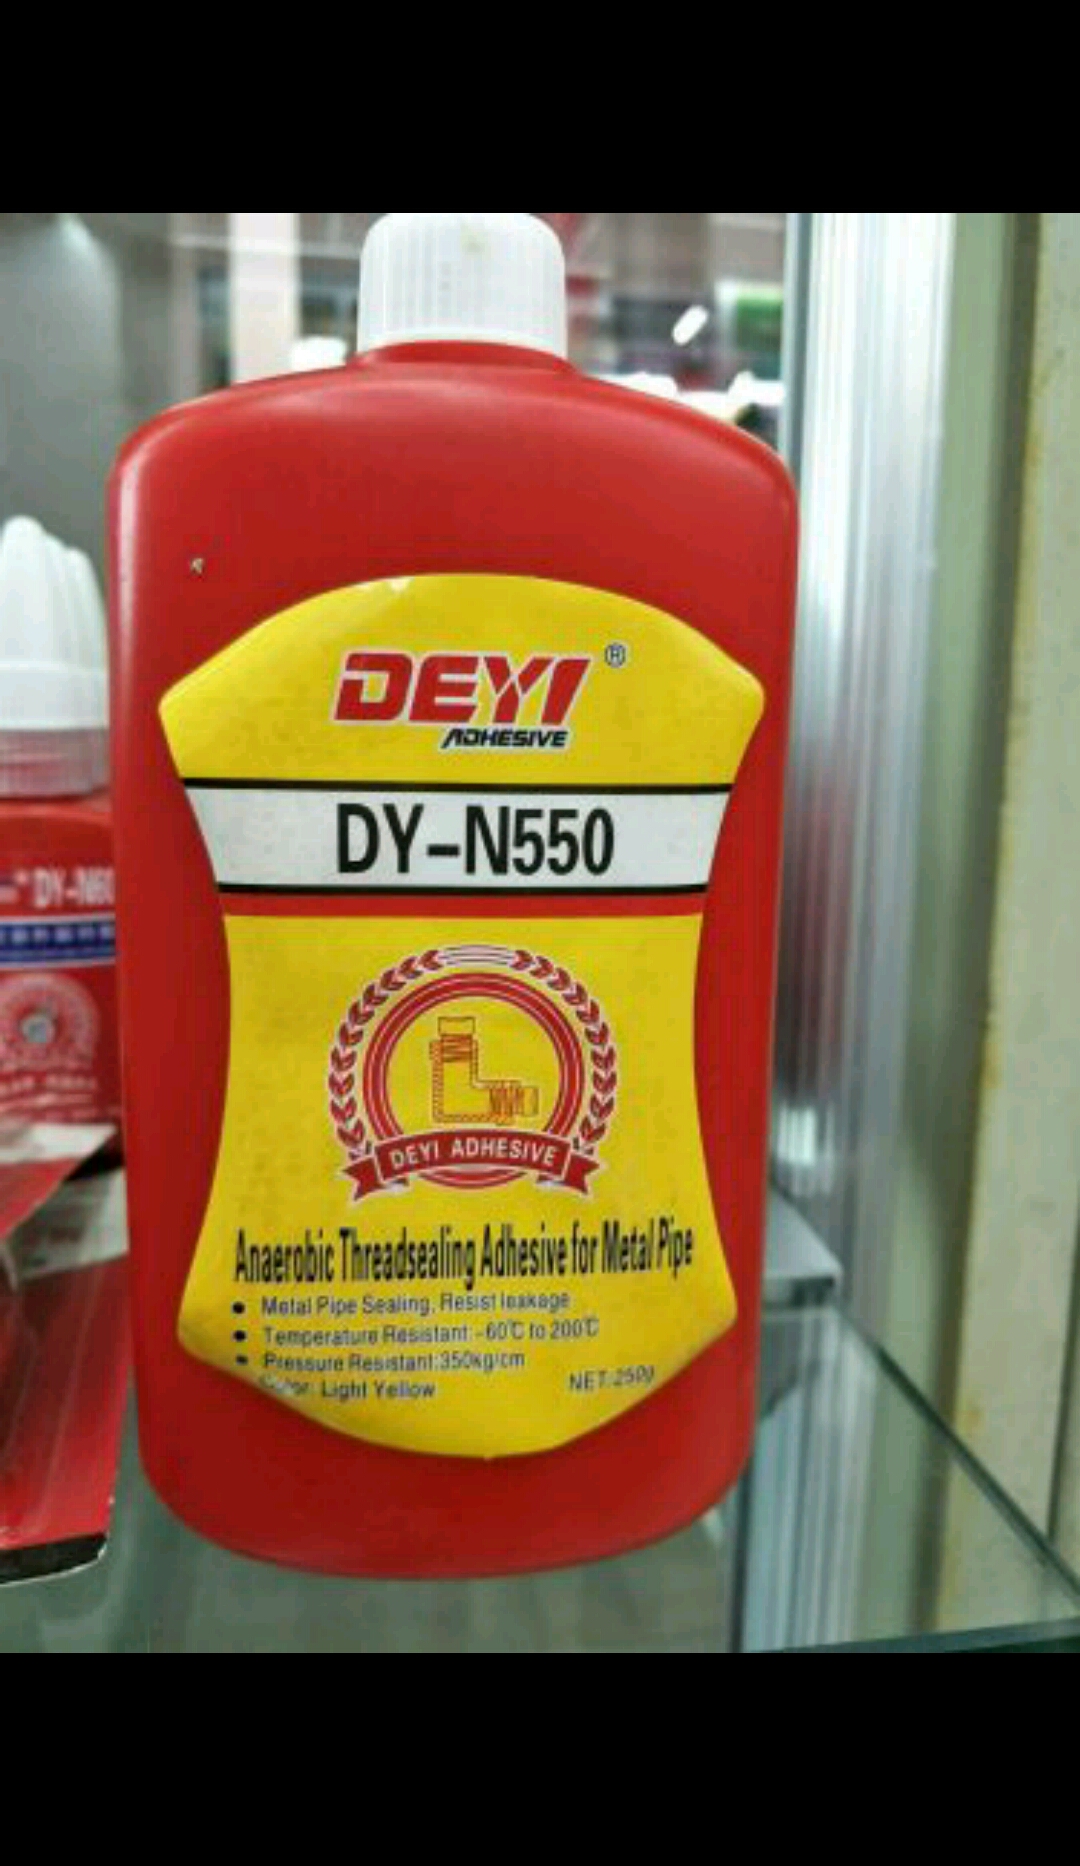 DEYI ®
ADHESIVE
DY-N550
DEYI ADHESIVE
Anaerobic Threadsealing Adhesive for Metal Pipe
● Metal Pipe Sealing, Resist leakage
● Temperature Resistant: -60℃ to 200℃
● Pressure Resistant:350kg/cm
Color: Light Yellow
NET:250g